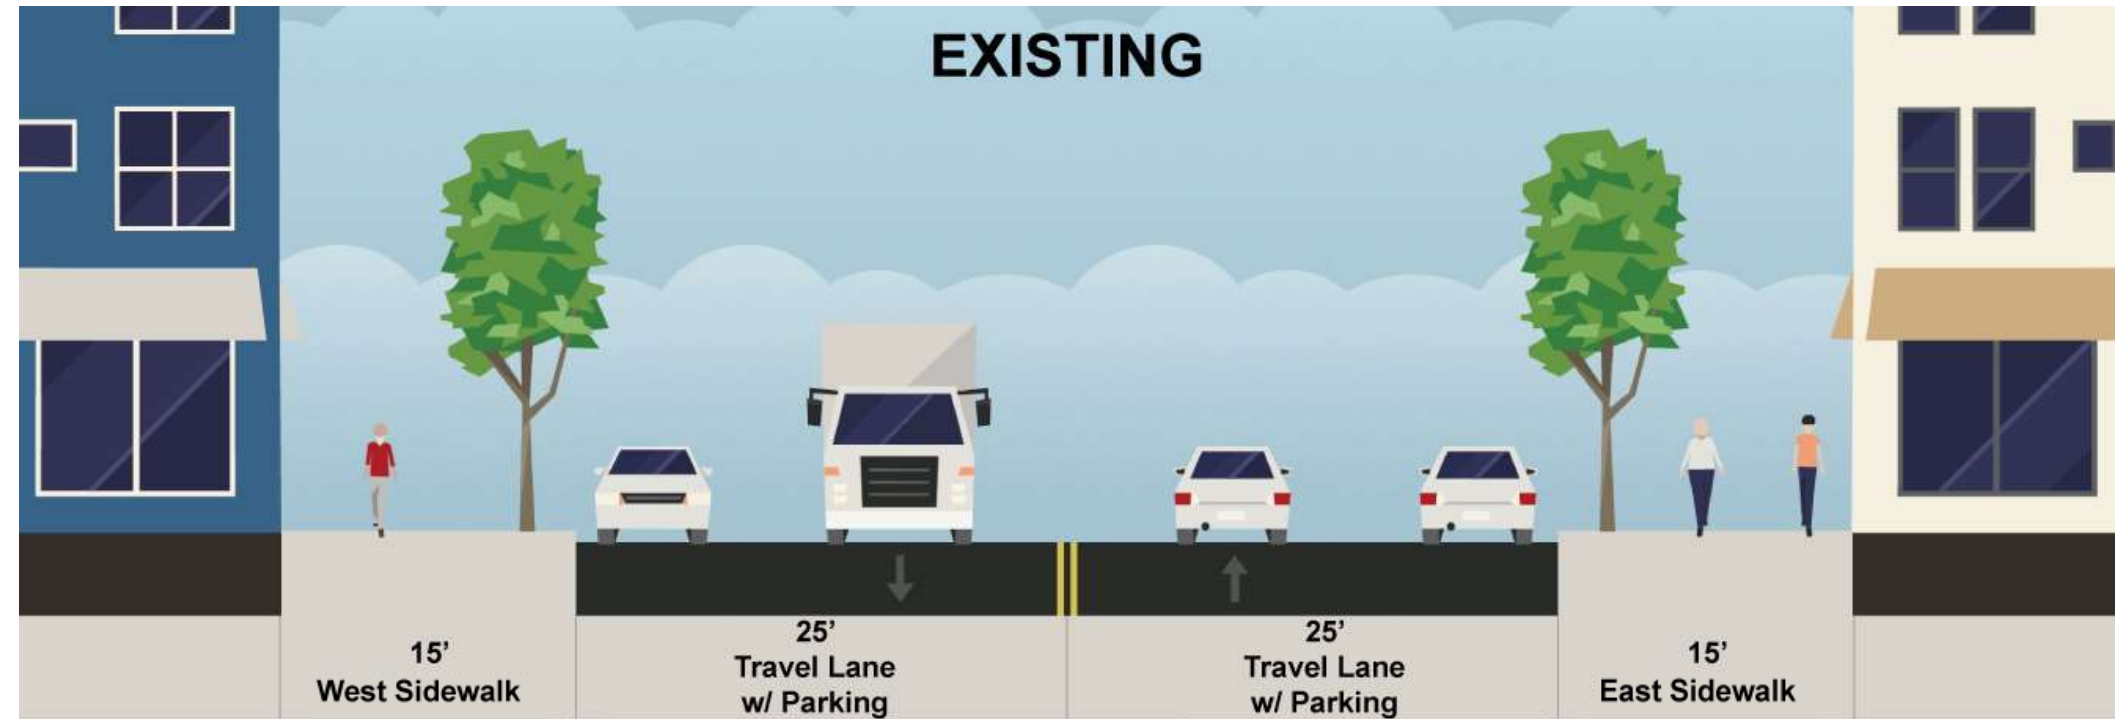 EXISTING
15’
West Sidewalk
25’
Travel Lane
w/ Parking
25’
Travel Lane
w/ Parking
15’
East Sidewalk